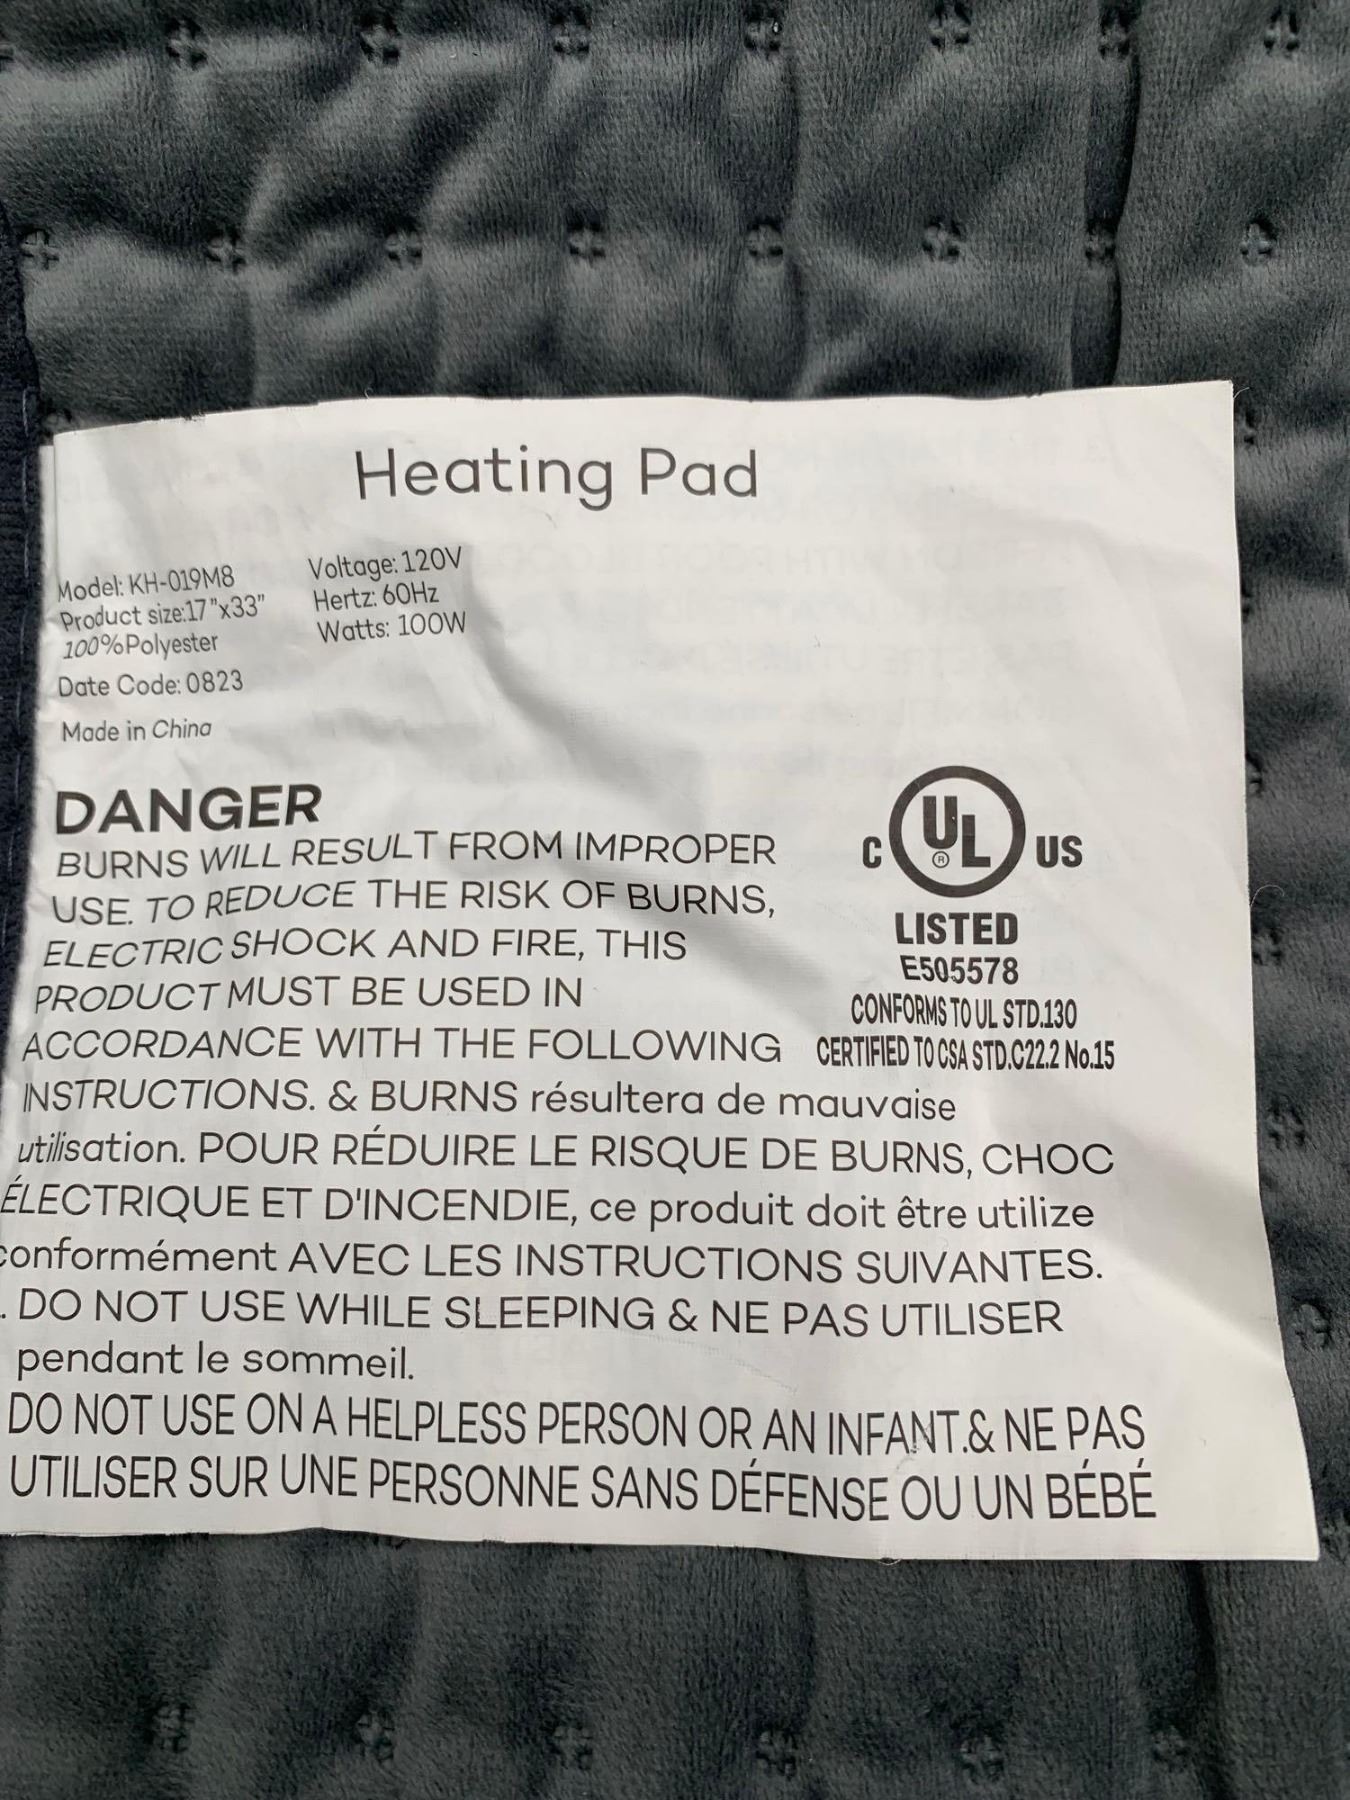 Heating Pad
Model: KH-019M8
Product size:17"x33"
100%Polyester
Date Code: 0823
Made in China
Voltage: 120V
Hertz: 60Hz
Watts: 100W
DANGER
BURNS WILL RESULT FROM IMPROPER
USE. TO REDUCE THE RISK OF BURNS,
ELECTRIC SHOCK AND FIRE, THIS
PRODUCT MUST BE USED IN
ACCORDANCE WITH THE FOLLOWING
INSTRUCTIONS. & BURNS résultera de mauvaise
utilisation. POUR RÉDUIRE LE RISQUE DE BURNS, CHOC
ÉLECTRIQUE ET D'INCENDIE, ce produit doit être utilize
conformément AVEC LES INSTRUCTIONS SUIVANTES.
. DO NOT USE WHILE SLEEPING & NE PAS UTILISER
pendant le sommeil.
DO NOT USE ON A HELPLESS PERSON OR AN INFANT.& NE PAS
UTILISER SUR UNE PERSONNE SANS DÉFENSE OU UN BÉBÉ
C UL ® US
LISTED
E505578
CONFORMS TO UL STD.130
CERTIFIED TO CSA STD.C22.2 No.15